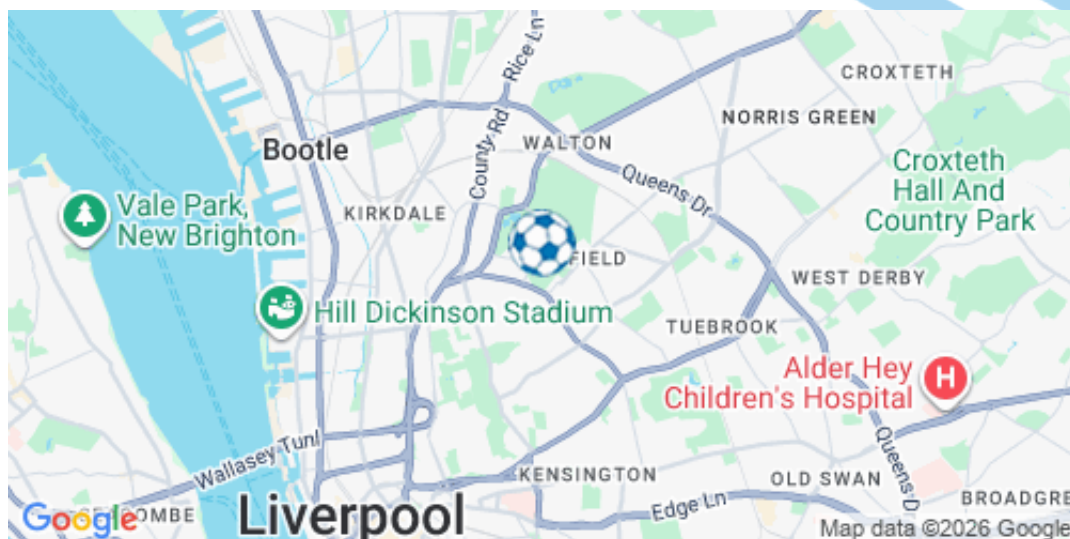 Rice Ln
CROXTETH
County Rd
NORRIS GREEN
WALTON
Bootle
Queens Dr
Croxteth
Hall And
Country Park
Vale Park,
New Brighton
KIRKDALE
FIELD
WEST DERBY
Hill Dickinson Stadium
TUEBROOK
Alder Hey
Children's Hospital
Wallasey Tunl
Queens D
KENSINGTON
OLD SWAN
Edge Ln
BROADGRE
Google
COMBE
Liverpool
Map data ©2026 Google